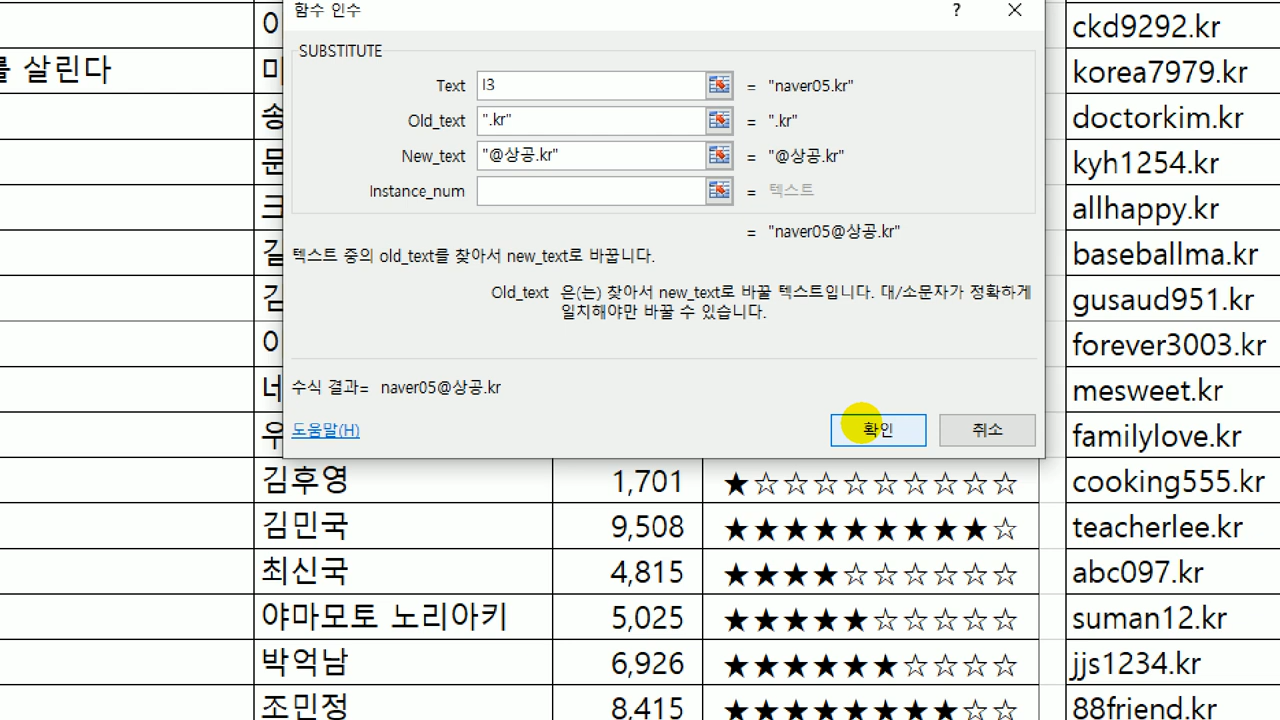 함수 인수 ?
SUBSTITUTE
Text I3 = "naver05.kr"
Old_text ".kr" = ".kr"
New_text "@상공.kr" = "@상공.kr"
Instance_num = 텍스트
= "naver05@상공.kr"
텍스트 중의 old_text를 찾아서 new_text로 바꿉니다.
Old_text 은(는) 찾아서 new_text로 바꿀 텍스트입니다. 대/소문자가 정확하게
일치해야만 바꿀 수 있습니다.
수식 결과= naver05@상공.kr
도움말(H) 확인 취소
ckd9292.kr
를 살린다 korea7979.kr
송 doctorkim.kr
문 kyh1254.kr
allhappy.kr
길 baseballma.kr
김 gusaud951.kr
forever3003.kr
네 mesweet.kr
우 familylove.kr
김후영 1,701 ★☆☆☆☆☆☆☆☆☆ cooking555.kr
김민국 9,508 ★★★★★★★★★☆ teacherlee.kr
최신국 4,815 ★★★★☆☆☆☆☆☆ abc097.kr
야마모토 노리아키 5,025 ★★★★★☆☆☆☆☆ suman12.kr
박억남 6,926 ★★★★★★☆☆☆☆ jjs1234.kr
조민정 8,415 ★★★★★★★★☆☆ 88friend.kr